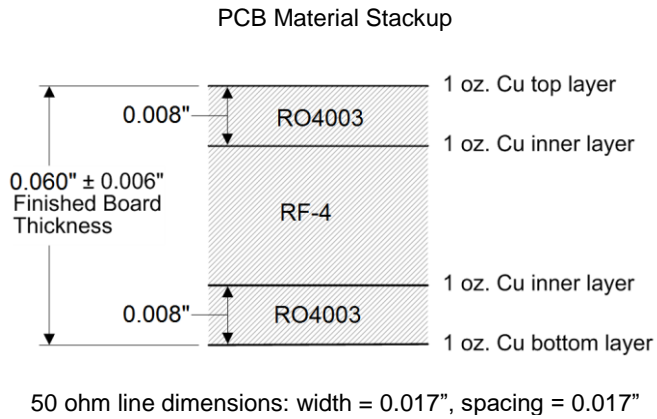 PCB Material Stackup
1 oz. Cu top layer
0.008"
RO4003
1 oz. Cu inner layer
0.060" ± 0.006"
Finished Board
Thickness
RF-4
1 oz. Cu inner layer
0.008"
RO4003
1 oz. Cu bottom layer
50 ohm line dimensions: width = 0.017”, spacing = 0.017”